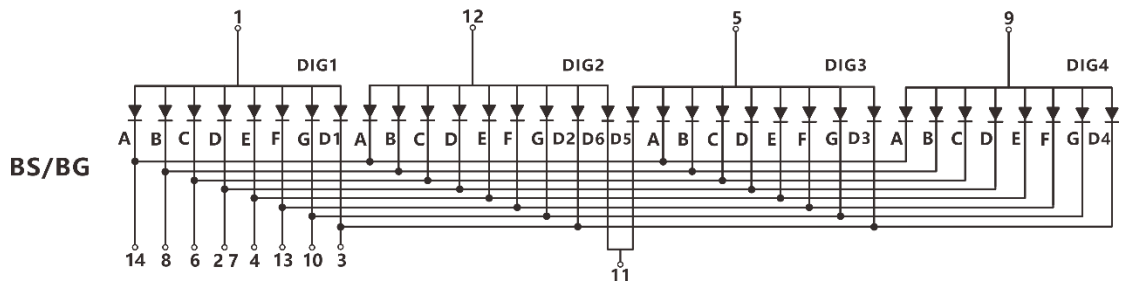 1 12 5 9
DIG1 DIG2 DIG3 DIG4
A B C D E F G D1 A B C D E F G D2 D6 D5 A B C D E F G D3 A B C D E F G D4
BS/BG
14 8 6 2 7 4 13 10 3
11